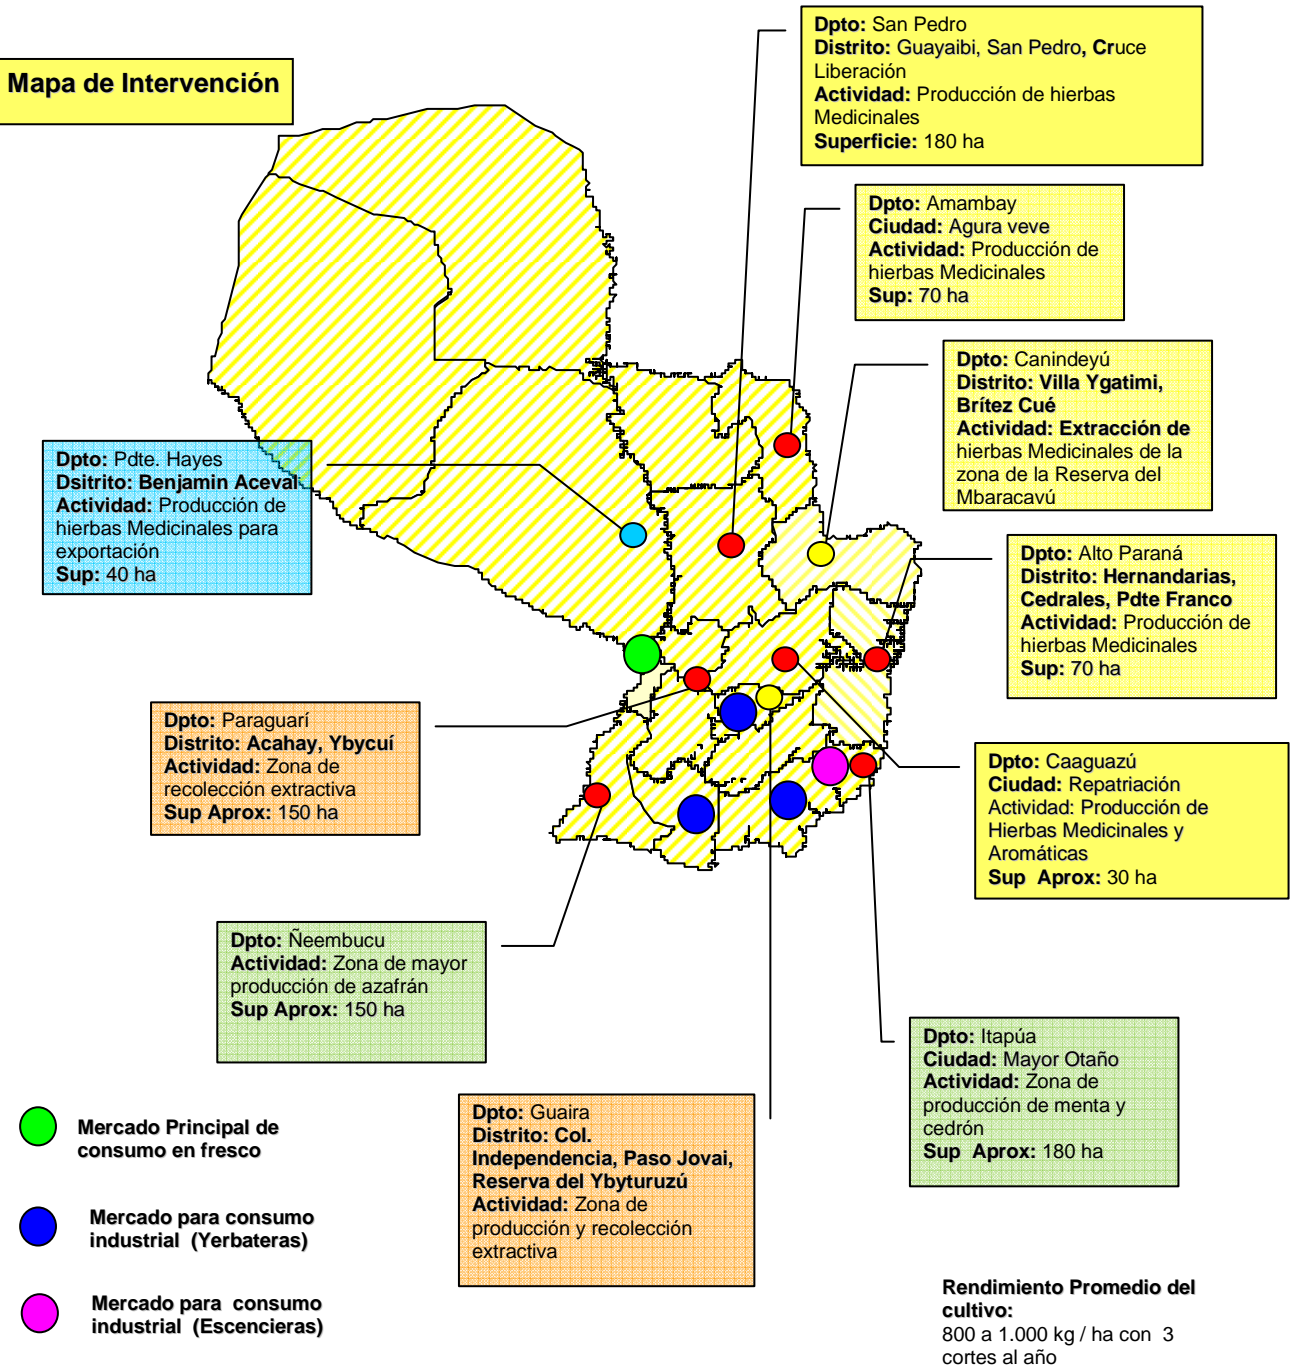 Mapa de Intervención
Dpto: San Pedro
Distrito: Guayaibi, San Pedro, Cruce
Liberación
Actividad: Producción de hierbas
Medicinales
Superficie: 180 ha
Dpto: Amambay
Ciudad: Agura veve
Actividad: Producción de
hierbas Medicinales
Sup: 70 ha
Dpto: Canindeyú
Distrito: Villa Ygatimi,
Brítez Cué
Actividad: Extracción de
hierbas Medicinales de la
zona de la Reserva del
Mbaracavú
Dpto: Pdte. Hayes
Dsitrito: Benjamin Aceval
Actividad: Producción de
hierbas Medicinales para
exportación
Sup: 40 ha
Dpto: Alto Paraná
Distrito: Hernandarias,
Cedrales, Pdte Franco
Actividad: Producción de
hierbas Medicinales
Sup: 70 ha
Dpto: Paraguarí
Distrito: Acahay, Ybycuí
Actividad: Zona de
recolección extractiva
Sup Aprox: 150 ha
Dpto: Caaguazú
Ciudad: Repatriación
Actividad: Producción de
Hierbas Medicinales y
Aromáticas
Sup Aprox: 30 ha
Dpto: Ñeembucu
Actividad: Zona de mayor
producción de azafrán
Sup Aprox: 150 ha
Dpto: Itapúa
Ciudad: Mayor Otaño
Actividad: Zona de
producción de menta y
cedrón
Sup Aprox: 180 ha
Dpto: Guaira
Distrito: Col.
Independencia, Paso Jovai,
Reserva del Ybyturuzú
Actividad: Zona de
producción y recolección
extractiva
Mercado Principal de
consumo en fresco
Mercado para consumo
industrial (Yerbateras)
Mercado para consumo
industrial (Escencieras)
Rendimiento Promedio del
cultivo:
800 a 1.000 kg / ha con 3
cortes al año